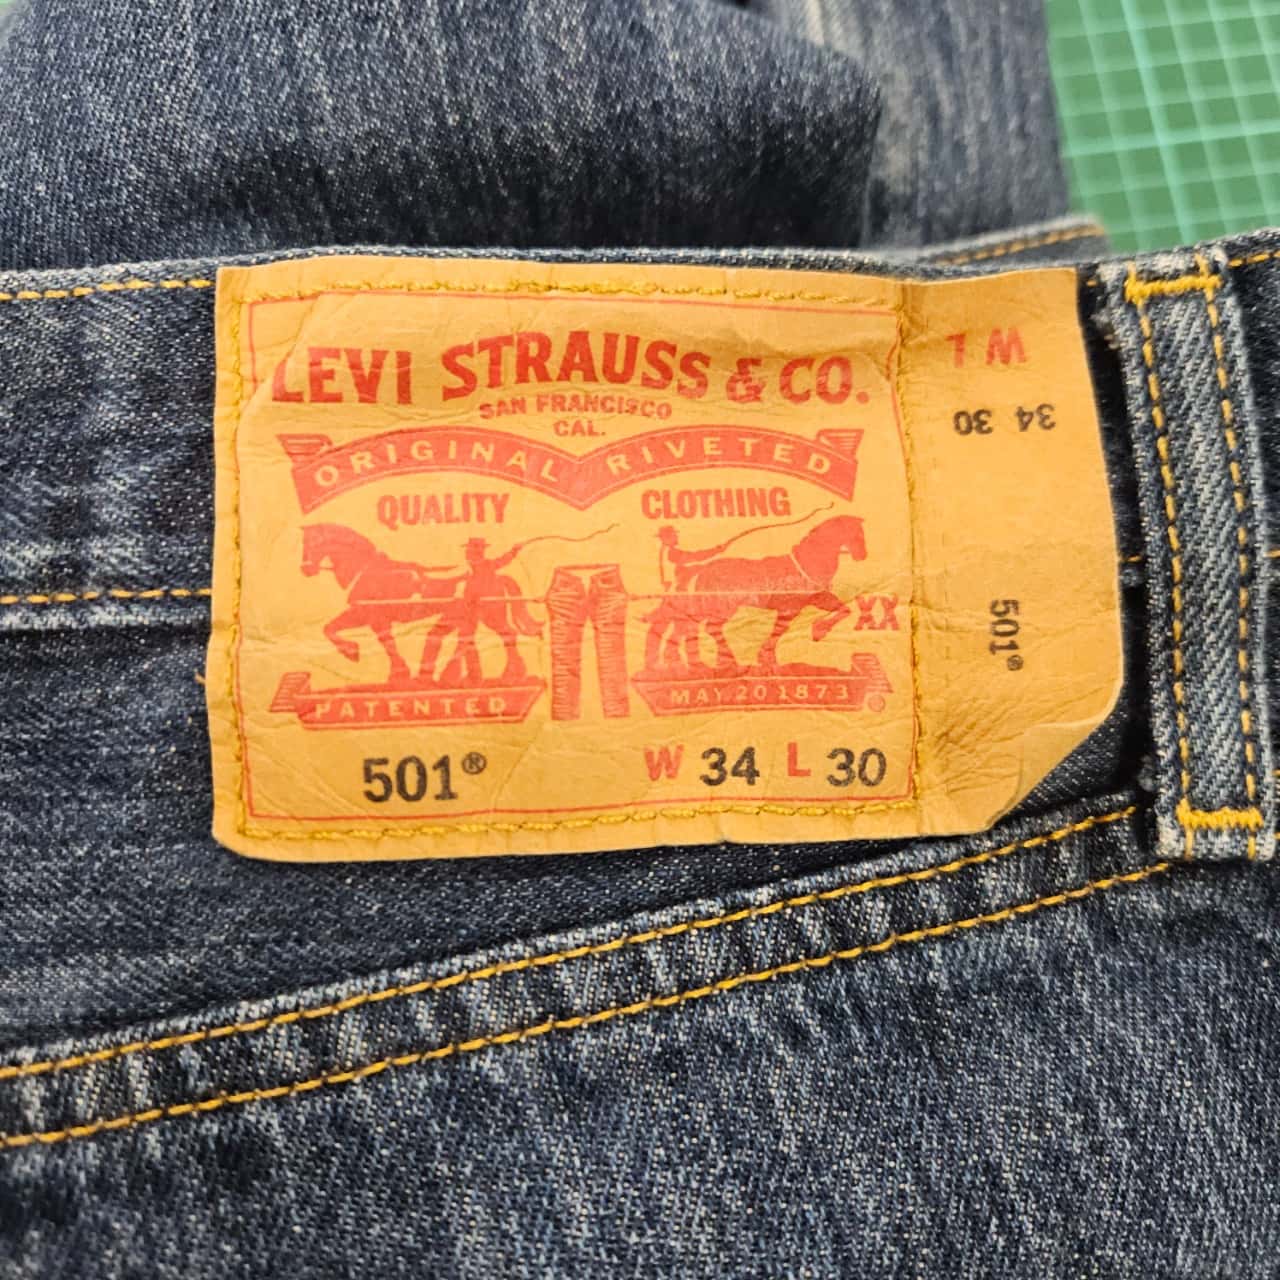 LEVI STRAUSS & CO.
SAN FRANCISCO
CAL.
ORIGINAL RIVETED
QUALITY CLOTHING
XX
PATENTED MAY 20 1873 ®
501® W 34 L 30
W L
34 30
501®